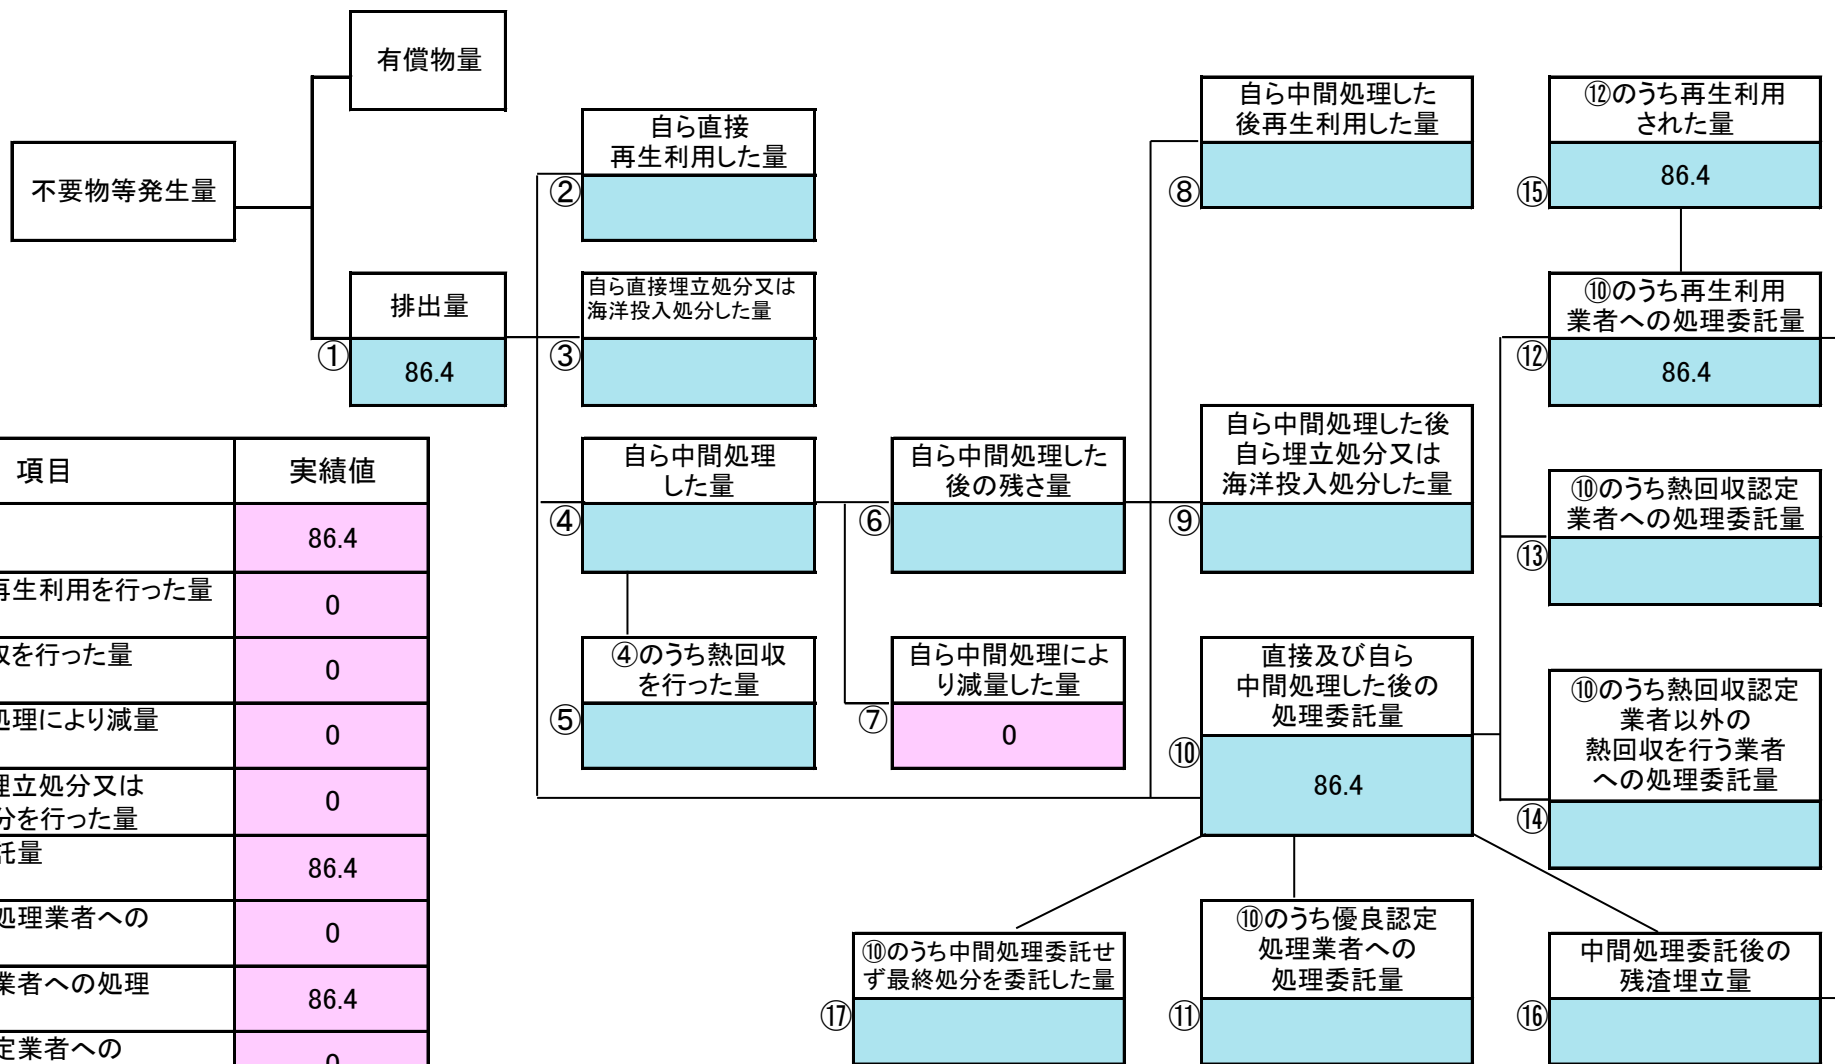 有償物量
不要物等発生量
排出量
①
86.4
自ら直接
再生利用した量
②
自ら直接埋立処分又は
海洋投入処分した量
③
自ら中間処理
した量
④
④のうち熱回収
を行った量
⑤
自ら中間処理した
後の残さ量
⑥
自ら中間処理によ
り減量した量
⑦
0
自ら中間処理した
後再生利用した量
⑧
自ら中間処理した後
自ら埋立処分又は
海洋投入処分した量
⑨
直接及び自ら
中間処理した後の
処理委託量
⑩
86.4
⑫のうち再生利用
された量
⑮
86.4
⑩のうち再生利用
業者への処理委託量
⑫
86.4
⑩のうち熱回収認定
業者への処理委託量
⑬
⑩のうち熱回収認定
業者以外の
熱回収を行う業者
への処理委託量
⑭
⑩のうち中間処理委託せ
ず最終処分を委託した量
⑰
⑩のうち優良認定
処理業者への
処理委託量
⑪
中間処理委託後の
残渣埋立量
⑯
項目
実績値
86.4
再生利用を行った量
0
を行った量
0
処理により減量
0
埋立処分又は
分を行った量
0
託量
86.4
処理業者への
0
業者への処理
86.4
定業者への
0